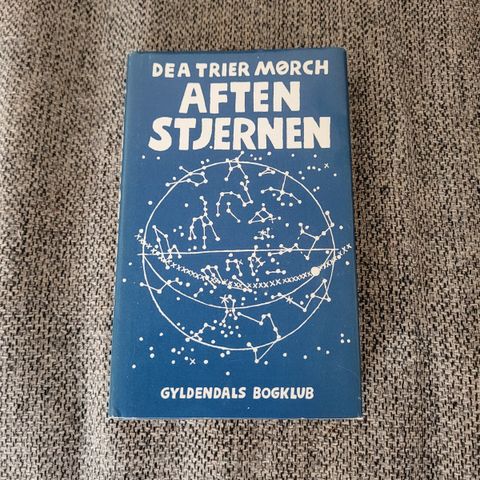 DEA TRIER MØRCH
AFTEN
STJERNEN
GYLDENDALS BOGKLUB